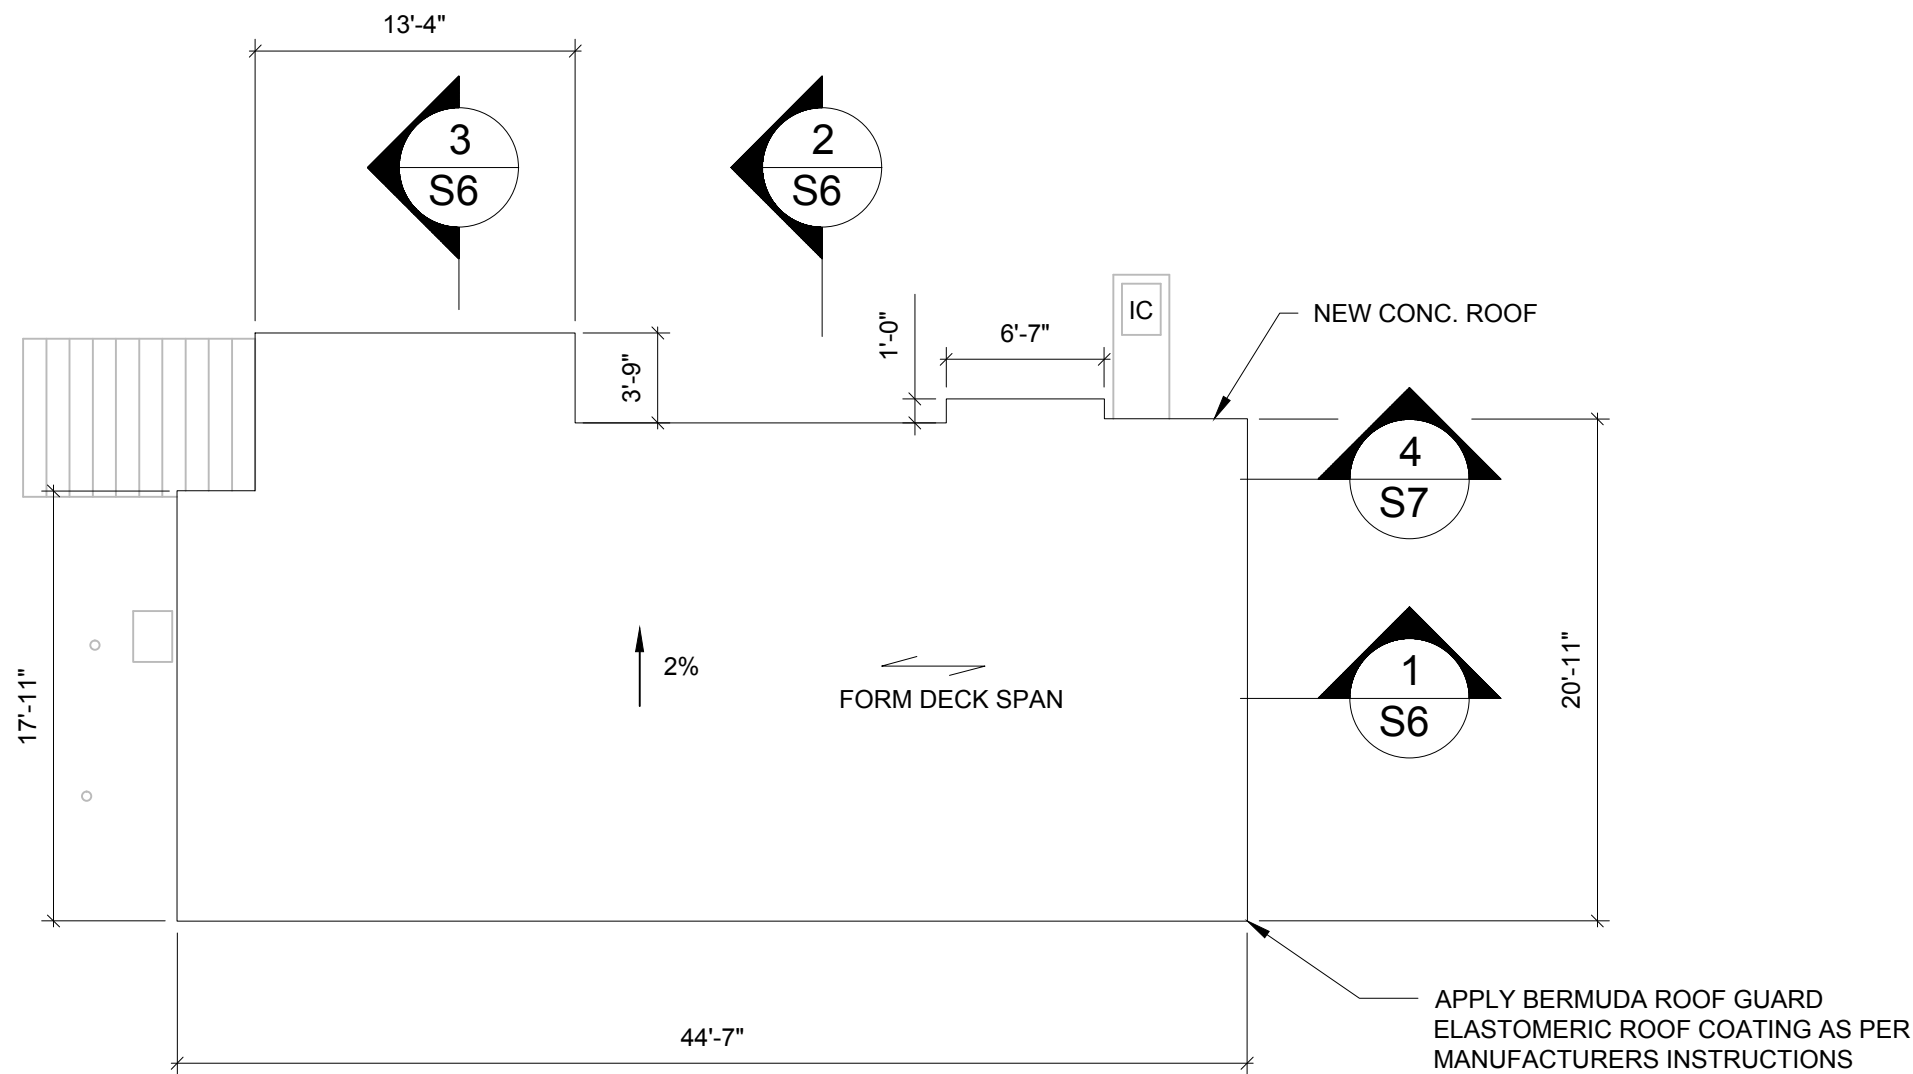 13'-4"
3
S6
2
S6
IC
NEW CONC. ROOF
1'-0"
6'-7"
3'-9"
4
S7
17'-11"
2%
FORM DECK SPAN
1
S6
20'-11"
44'-7"
APPLY BERMUDA ROOF GUARD
ELASTOMERIC ROOF COATING AS PER
MANUFACTURERS INSTRUCTIONS